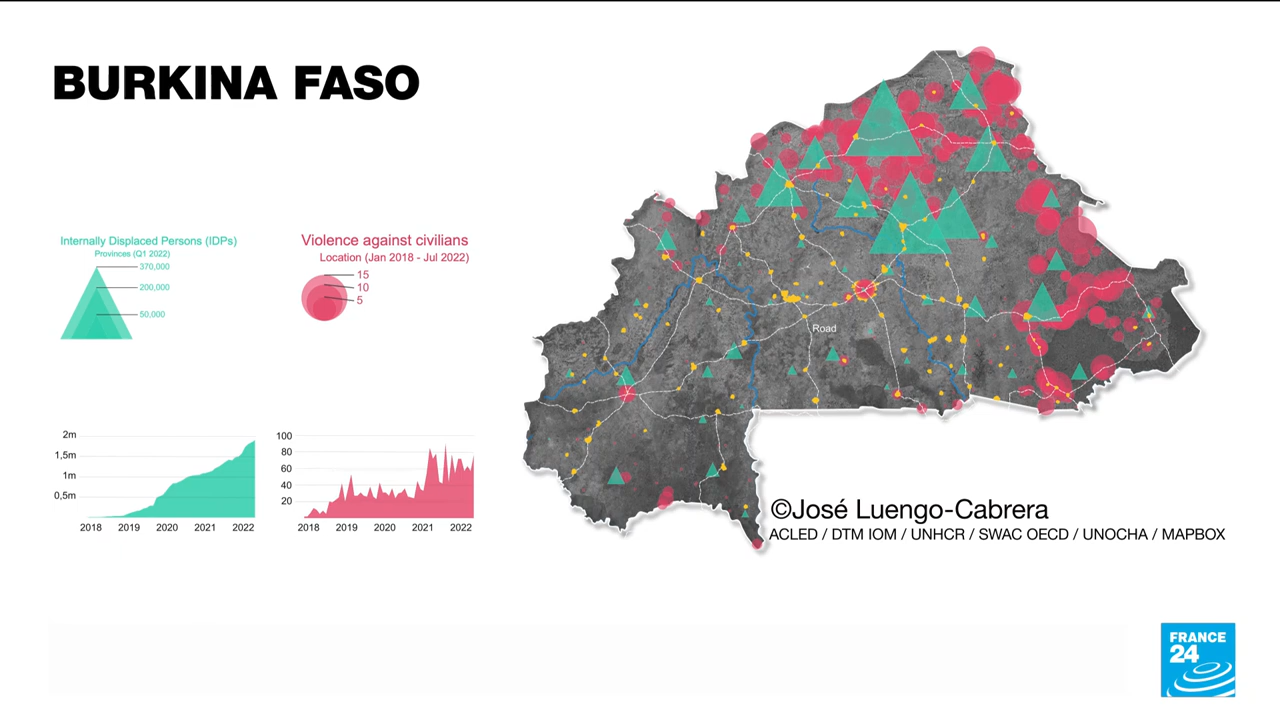 BURKINA FASO
Internally Displaced Persons (IDPs)
Provinces (Q1 2022)
370,000
200,000
50,000
Violence against civilians
Location (Jan 2018 - Jul 2022)
15
10
5
2m
1,5m
1m
0,5m
2018 2019 2020 2021 2022
100
80
60
40
20
2018 2019 2020 2021 2022
Road
©José Luengo-Cabrera
ACLED / DTM IOM / UNHCR / SWAC OECD / UNOCHA / MAPBOX
FRANCE
24